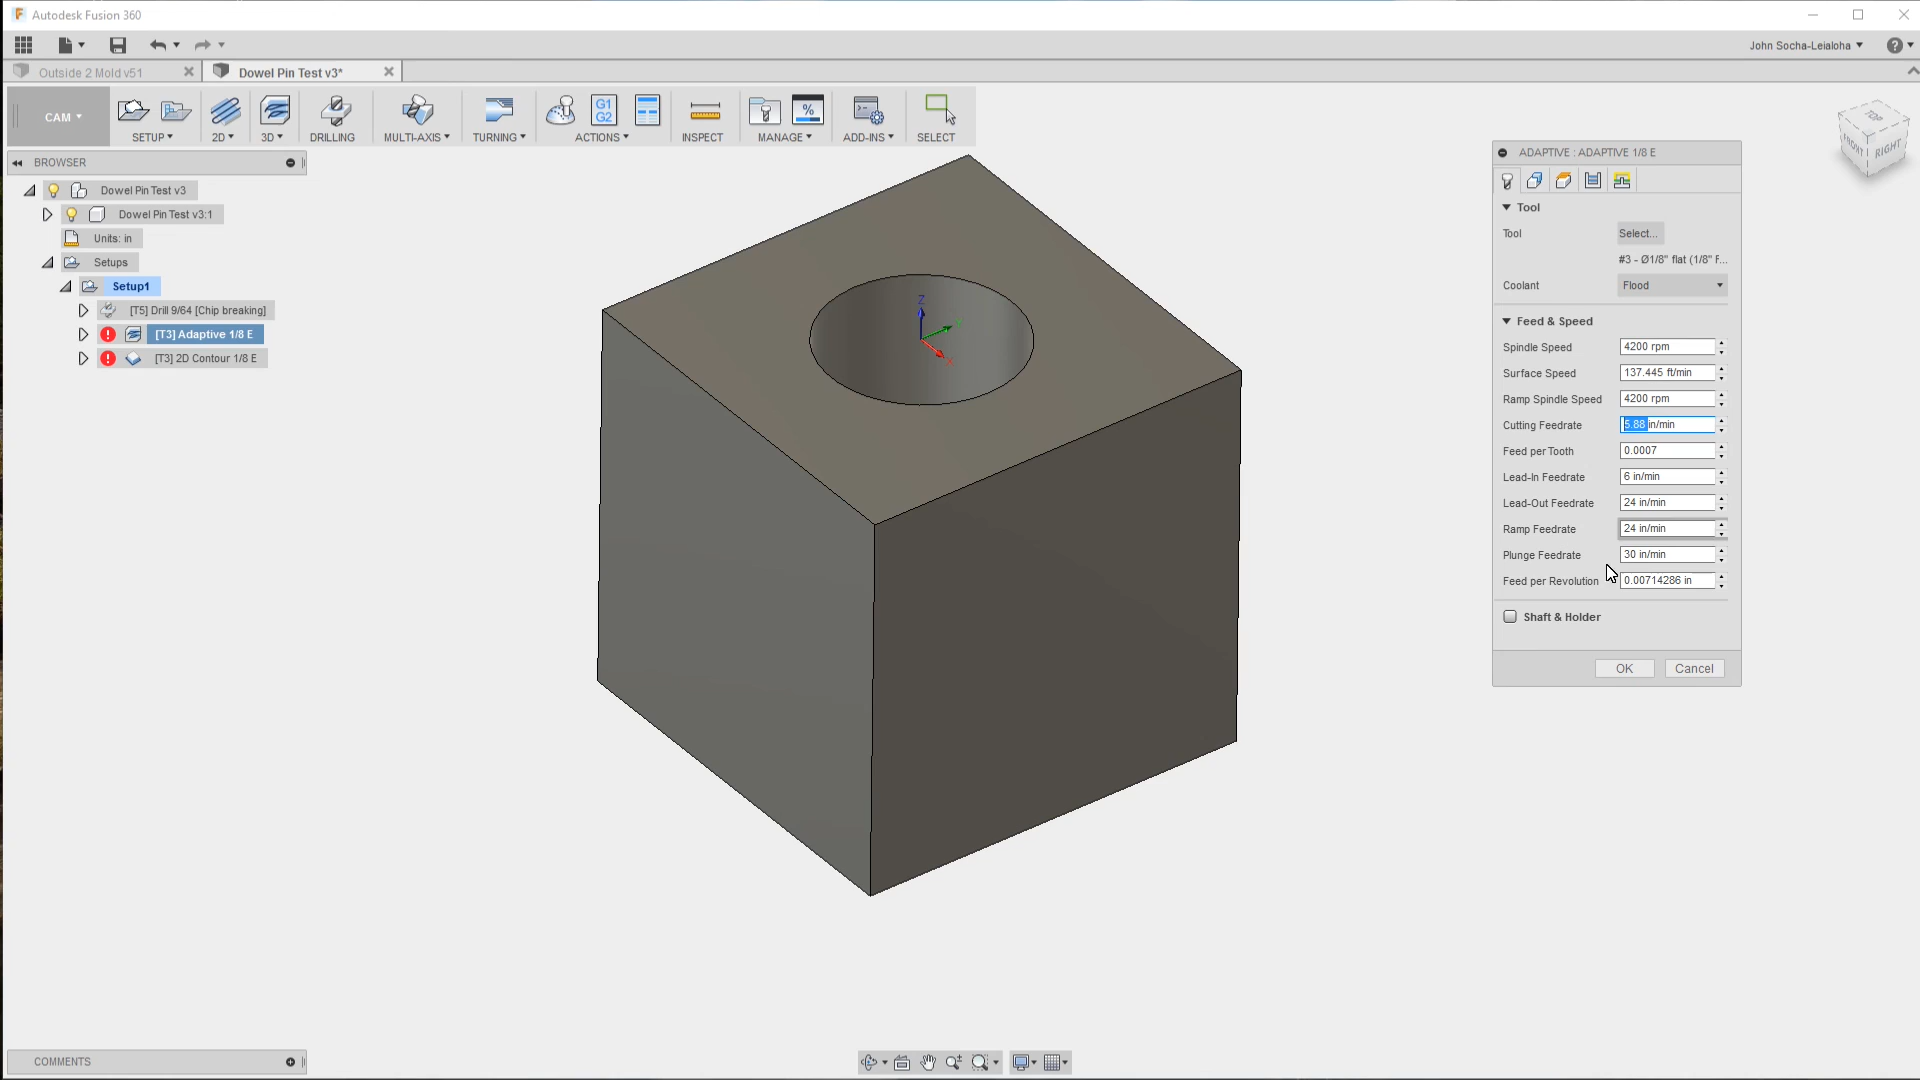 Autodesk Fusion 360
John Socha-Leialoha
Outside 2 Mold v51
Dowel Pin Test v3*
CAM
G1
G2
%
SETUP
2D
3D
DRILLING
MULTI-AXIS
TURNING
ACTIONS
INSPECT
MANAGE
ADD-INS
SELECT
BROWSER
Dowel Pin Test v3
Dowel Pin Test v3:1
Units: in
Setups
Setup1
[T5] Drill 9/64 [Chip breaking]
[T3] Adaptive 1/8 E
[T3] 2D Contour 1/8 E
Z
X
TOP
FRONT
RIGHT
ADAPTIVE : ADAPTIVE 1/8 E
Tool
Tool Select...
#3 - Ø1/8" flat (1/8" F...
Coolant Flood
Feed & Speed
Spindle Speed 4200 rpm
Surface Speed 137.445 ft/min
Ramp Spindle Speed 4200 rpm
Cutting Feedrate 5.88 in/min
Feed per Tooth 0.0007
Lead-In Feedrate 6 in/min
Lead-Out Feedrate 24 in/min
Ramp Feedrate 24 in/min
Plunge Feedrate 30 in/min
Feed per Revolution 0.00714286 in
Shaft & Holder
OK Cancel
COMMENTS